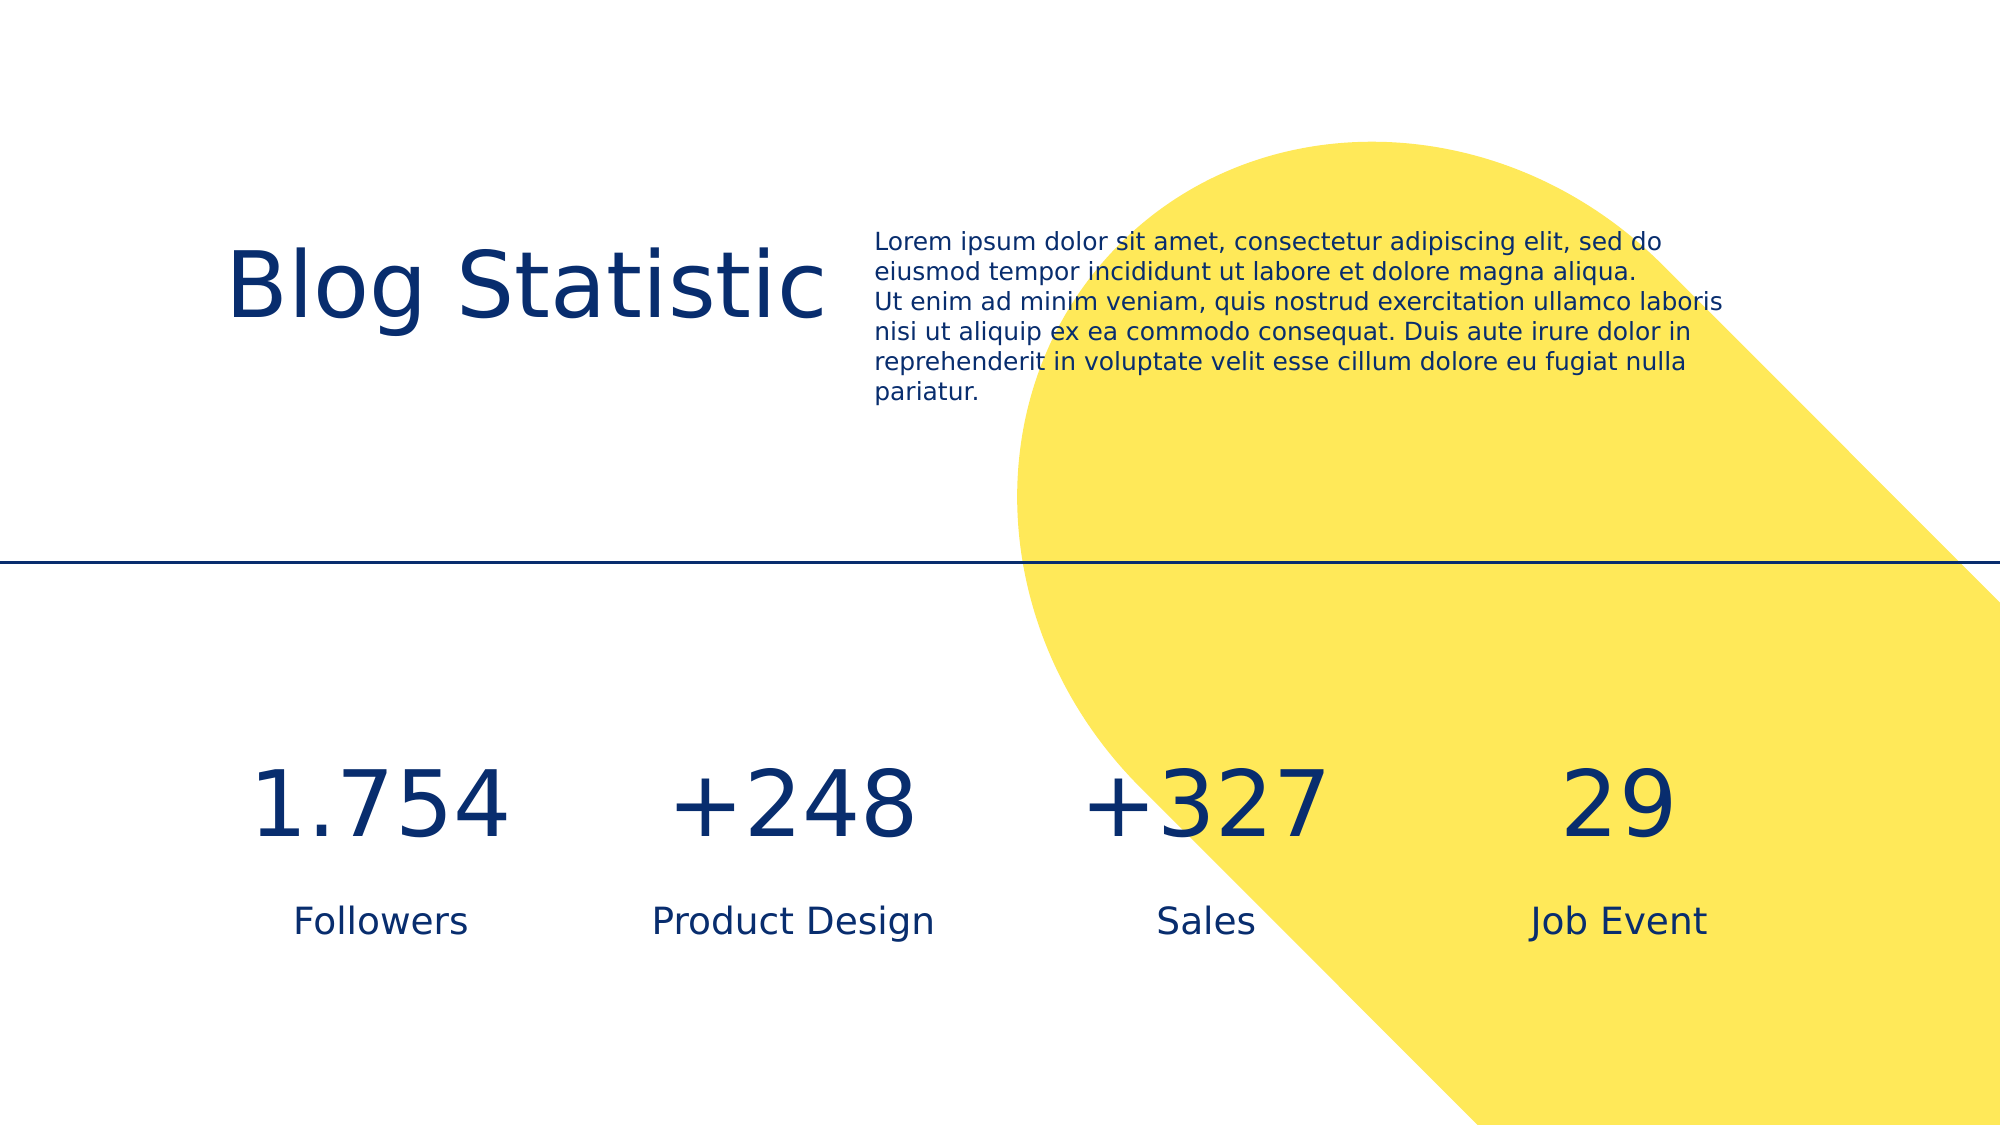 Blog Statistic
Lorem ipsum dolor sit amet, consectetur adipiscing elit, sed do
eiusmod tempor incididunt ut labore et dolore magna aliqua.
Ut enim ad minim veniam, quis nostrud exercitation ullamco laboris
nisi ut aliquip ex ea commodo consequat. Duis aute irure dolor in
reprehenderit in voluptate velit esse cillum dolore eu fugiat nulla
pariatur.
1.754
Followers
+248
Product Design
+327
Sales
29
Job Event